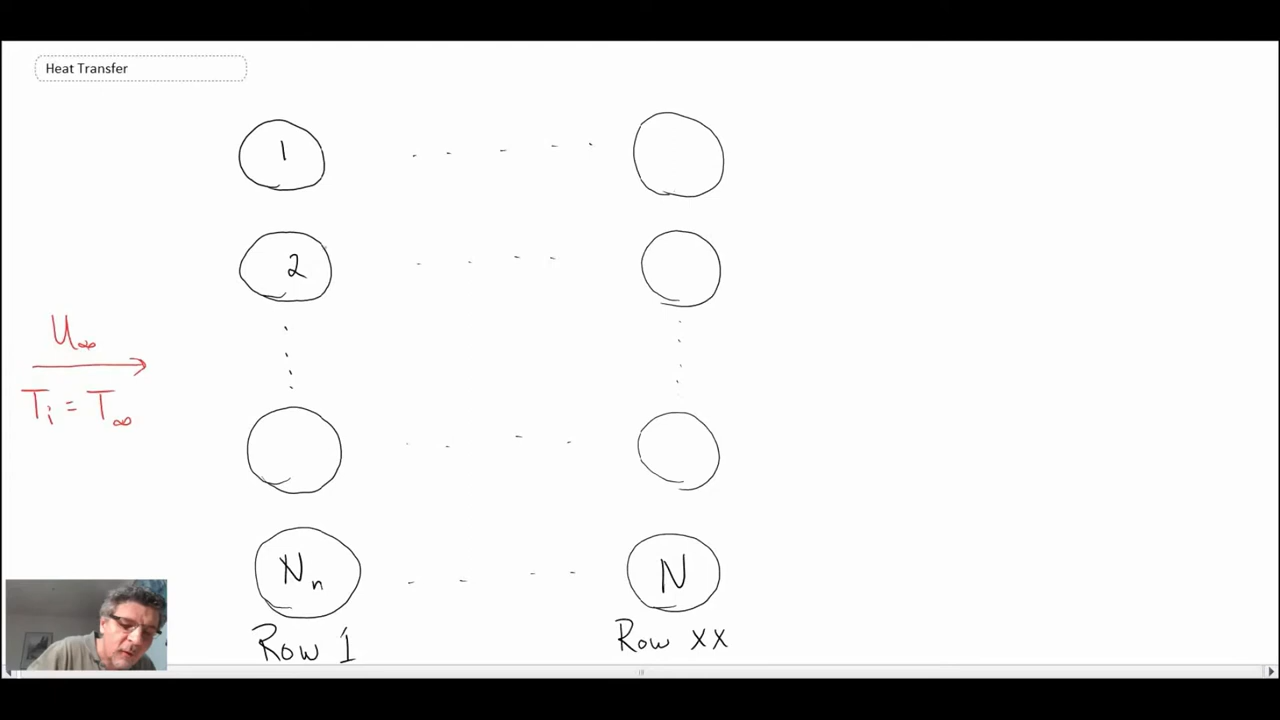 Heat Transfer
1
2
U∞
Ti = T∞
Nn
N
Row 1
Row xx